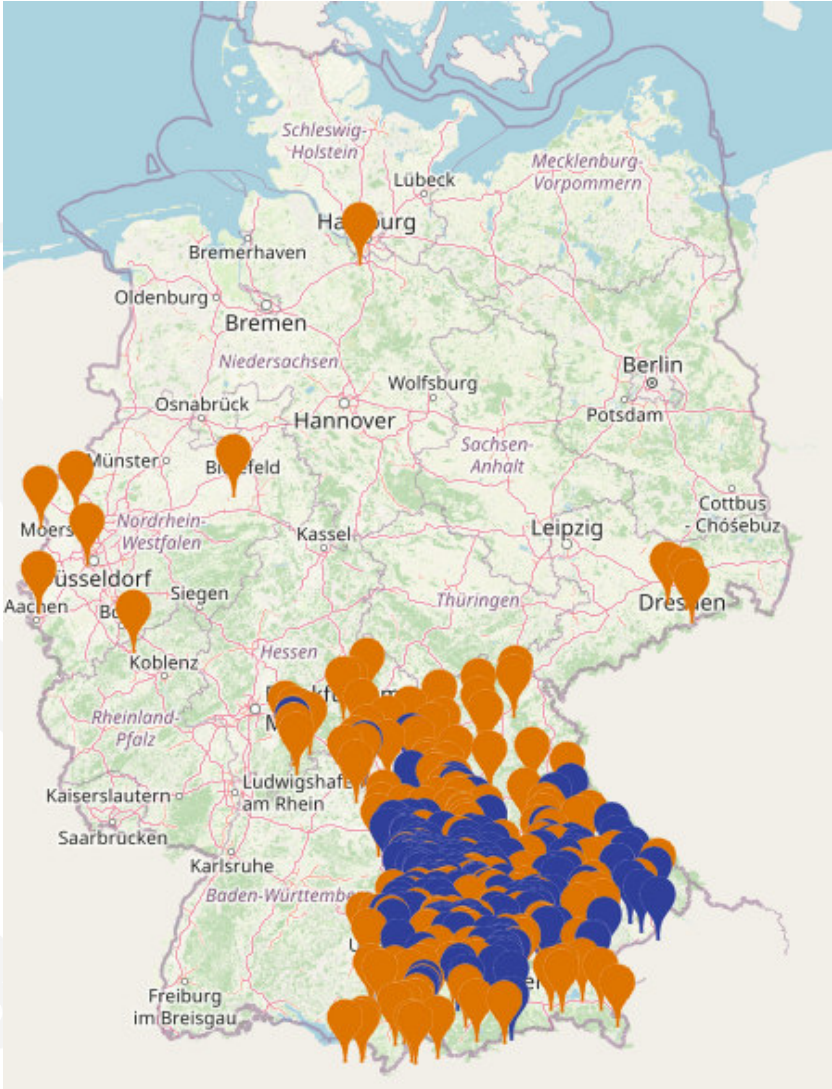 Schleswig-
Holstein
Mecklenburg-
Vorpommern
Lübeck
Bremerhaven
Oldenburg
Bremen
Niedersachsen
Berlin
Wolfsburg
Potsdam
Osnabrück
Hannover
Sachsen-
Anhalt
Münster
Cottbus
- Chóśebuz
Moers
Nordrhein-
Westfalen
Kassel
Leipzig
Aachen
Siegen
Thüringen
Koblenz
Hessen
Rheinland-
Pfalz
Kaiserslautern
am Rhein
Saarbrücken
Karlsruhe
Freiburg
im Breisgau